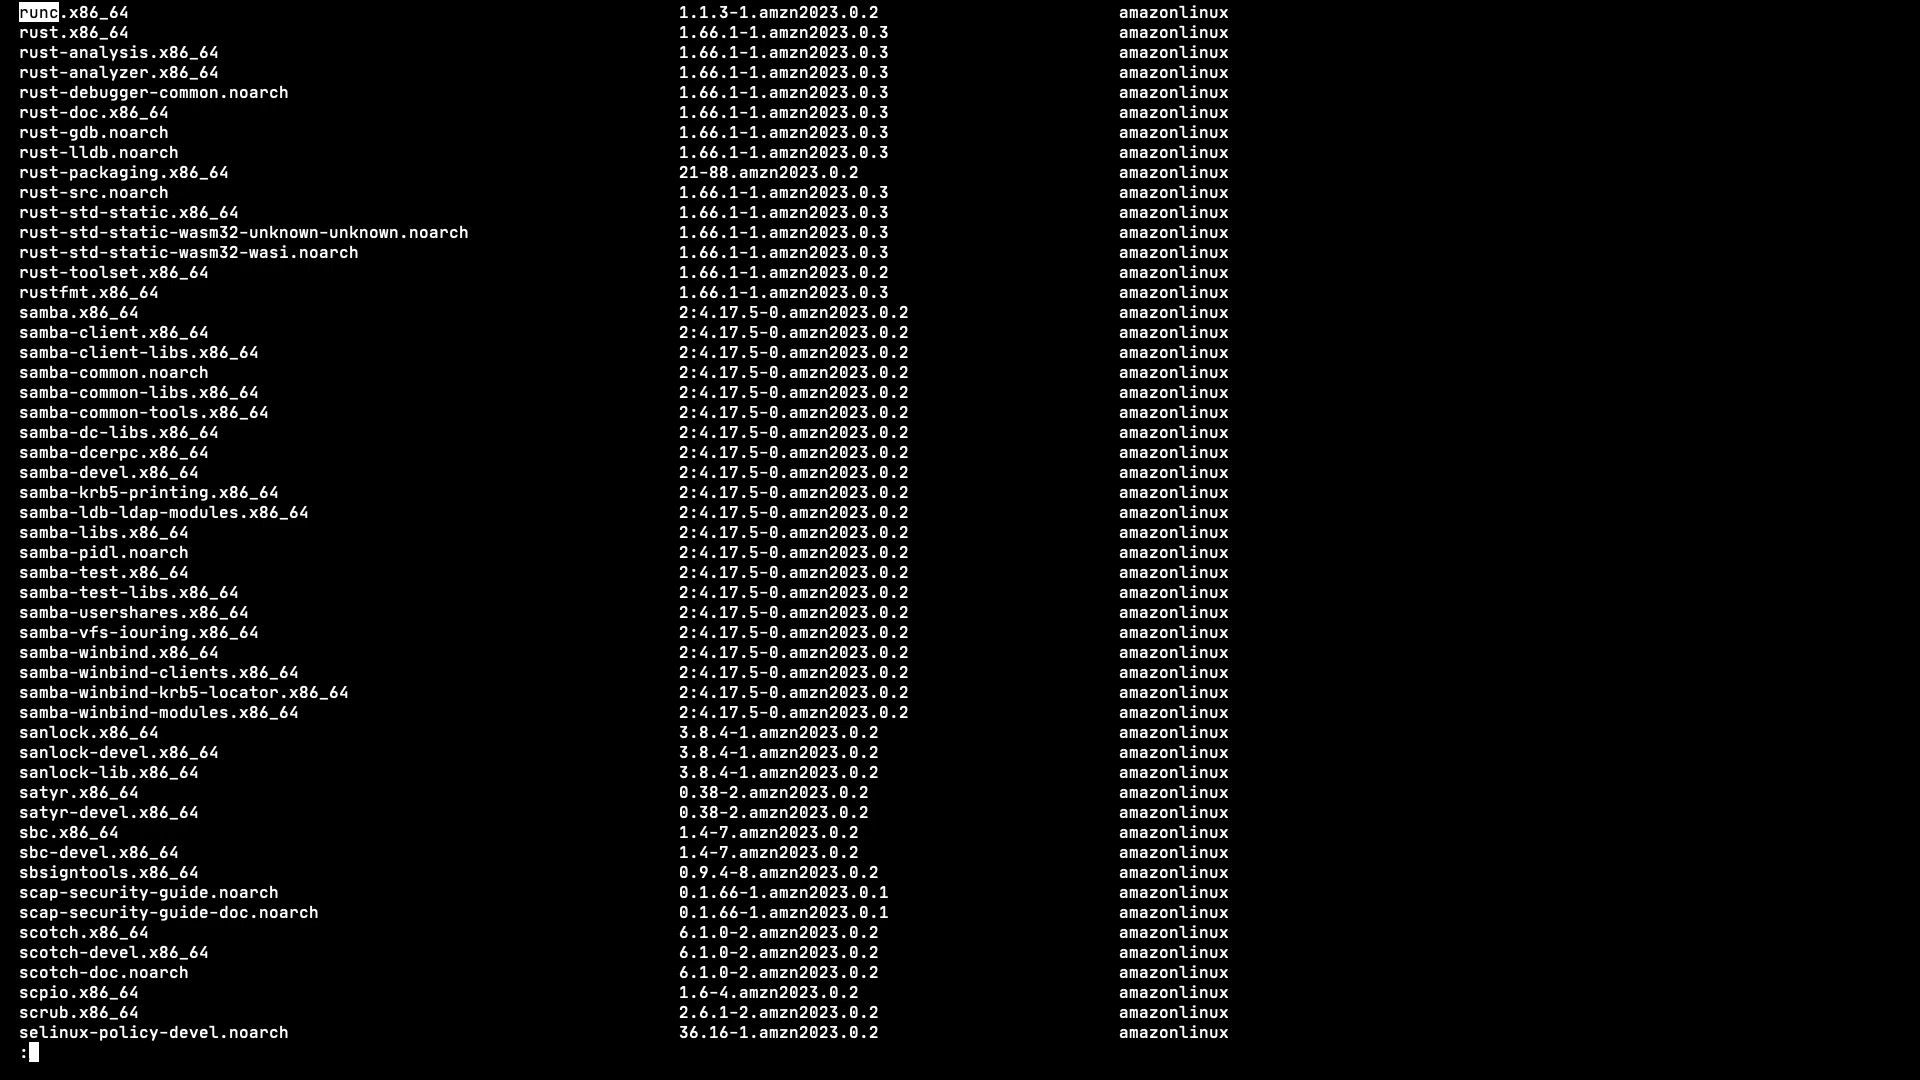 runc.x86_64 1.1.3-1.amzn2023.0.2 amazonlinux
rust.x86_64 1.66.1-1.amzn2023.0.3 amazonlinux
rust-analysis.x86_64 1.66.1-1.amzn2023.0.3 amazonlinux
rust-analyzer.x86_64 1.66.1-1.amzn2023.0.3 amazonlinux
rust-debugger-common.noarch 1.66.1-1.amzn2023.0.3 amazonlinux
rust-doc.x86_64 1.66.1-1.amzn2023.0.3 amazonlinux
rust-gdb.noarch 1.66.1-1.amzn2023.0.3 amazonlinux
rust-lldb.noarch 1.66.1-1.amzn2023.0.3 amazonlinux
rust-packaging.x86_64 21-88.amzn2023.0.2 amazonlinux
rust-src.noarch 1.66.1-1.amzn2023.0.3 amazonlinux
rust-std-static.x86_64 1.66.1-1.amzn2023.0.3 amazonlinux
rust-std-static-wasm32-unknown-unknown.noarch 1.66.1-1.amzn2023.0.3 amazonlinux
rust-std-static-wasm32-wasi.noarch 1.66.1-1.amzn2023.0.3 amazonlinux
rust-toolset.x86_64 1.66.1-1.amzn2023.0.2 amazonlinux
rustfmt.x86_64 1.66.1-1.amzn2023.0.3 amazonlinux
samba.x86_64 2:4.17.5-0.amzn2023.0.2 amazonlinux
samba-client.x86_64 2:4.17.5-0.amzn2023.0.2 amazonlinux
samba-client-libs.x86_64 2:4.17.5-0.amzn2023.0.2 amazonlinux
samba-common.noarch 2:4.17.5-0.amzn2023.0.2 amazonlinux
samba-common-libs.x86_64 2:4.17.5-0.amzn2023.0.2 amazonlinux
samba-common-tools.x86_64 2:4.17.5-0.amzn2023.0.2 amazonlinux
samba-dc-libs.x86_64 2:4.17.5-0.amzn2023.0.2 amazonlinux
samba-dcerpc.x86_64 2:4.17.5-0.amzn2023.0.2 amazonlinux
samba-devel.x86_64 2:4.17.5-0.amzn2023.0.2 amazonlinux
samba-krb5-printing.x86_64 2:4.17.5-0.amzn2023.0.2 amazonlinux
samba-ldb-ldap-modules.x86_64 2:4.17.5-0.amzn2023.0.2 amazonlinux
samba-libs.x86_64 2:4.17.5-0.amzn2023.0.2 amazonlinux
samba-pidl.noarch 2:4.17.5-0.amzn2023.0.2 amazonlinux
samba-test.x86_64 2:4.17.5-0.amzn2023.0.2 amazonlinux
samba-test-libs.x86_64 2:4.17.5-0.amzn2023.0.2 amazonlinux
samba-usershares.x86_64 2:4.17.5-0.amzn2023.0.2 amazonlinux
samba-vfs-iouring.x86_64 2:4.17.5-0.amzn2023.0.2 amazonlinux
samba-winbind.x86_64 2:4.17.5-0.amzn2023.0.2 amazonlinux
samba-winbind-clients.x86_64 2:4.17.5-0.amzn2023.0.2 amazonlinux
samba-winbind-krb5-locator.x86_64 2:4.17.5-0.amzn2023.0.2 amazonlinux
samba-winbind-modules.x86_64 2:4.17.5-0.amzn2023.0.2 amazonlinux
sanlock.x86_64 3.8.4-1.amzn2023.0.2 amazonlinux
sanlock-devel.x86_64 3.8.4-1.amzn2023.0.2 amazonlinux
sanlock-lib.x86_64 3.8.4-1.amzn2023.0.2 amazonlinux
satyr.x86_64 0.38-2.amzn2023.0.2 amazonlinux
satyr-devel.x86_64 0.38-2.amzn2023.0.2 amazonlinux
sbc.x86_64 1.4-7.amzn2023.0.2 amazonlinux
sbc-devel.x86_64 1.4-7.amzn2023.0.2 amazonlinux
sbsigntools.x86_64 0.9.4-8.amzn2023.0.2 amazonlinux
scap-security-guide.noarch 0.1.66-1.amzn2023.0.1 amazonlinux
scap-security-guide-doc.noarch 0.1.66-1.amzn2023.0.1 amazonlinux
scotch.x86_64 6.1.0-2.amzn2023.0.2 amazonlinux
scotch-devel.x86_64 6.1.0-2.amzn2023.0.2 amazonlinux
scotch-doc.noarch 6.1.0-2.amzn2023.0.2 amazonlinux
scpio.x86_64 1.6-4.amzn2023.0.2 amazonlinux
scrub.x86_64 2.6.1-2.amzn2023.0.2 amazonlinux
selinux-policy-devel.noarch 36.16-1.amzn2023.0.2 amazonlinux
: